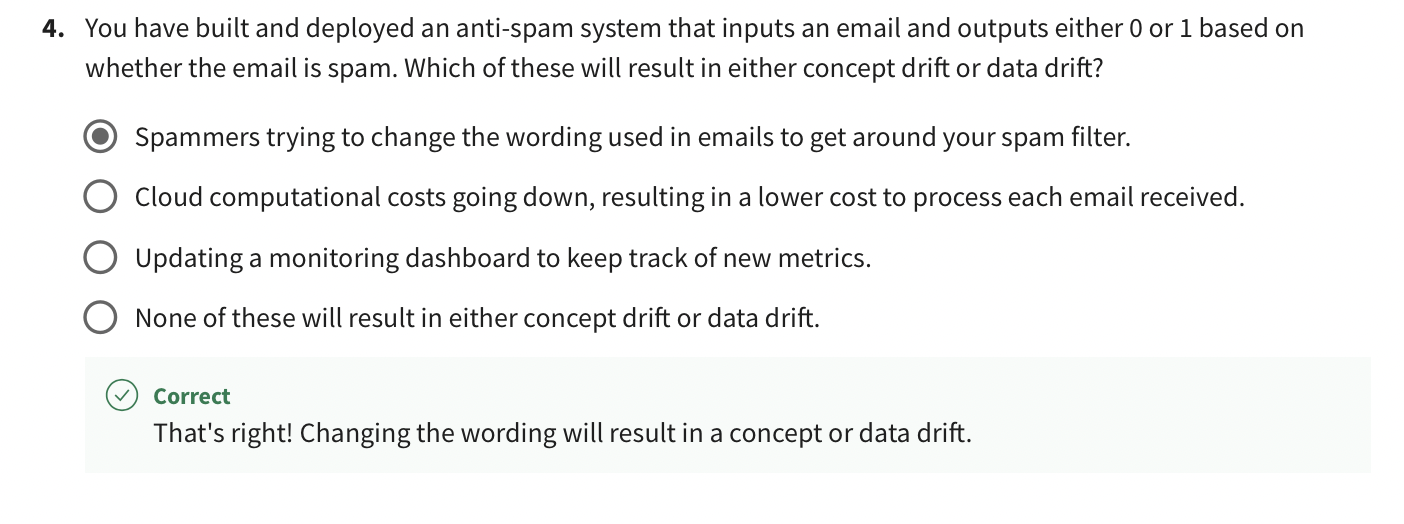 4. You have built and deployed an anti-spam system that inputs an email and outputs either 0 or 1 based on
whether the email is spam. Which of these will result in either concept drift or data drift?
Spammers trying to change the wording used in emails to get around your spam filter.
Cloud computational costs going down, resulting in a lower cost to process each email received.
Updating a monitoring dashboard to keep track of new metrics.
None of these will result in either concept drift or data drift.
Correct
That's right! Changing the wording will result in a concept or data drift.